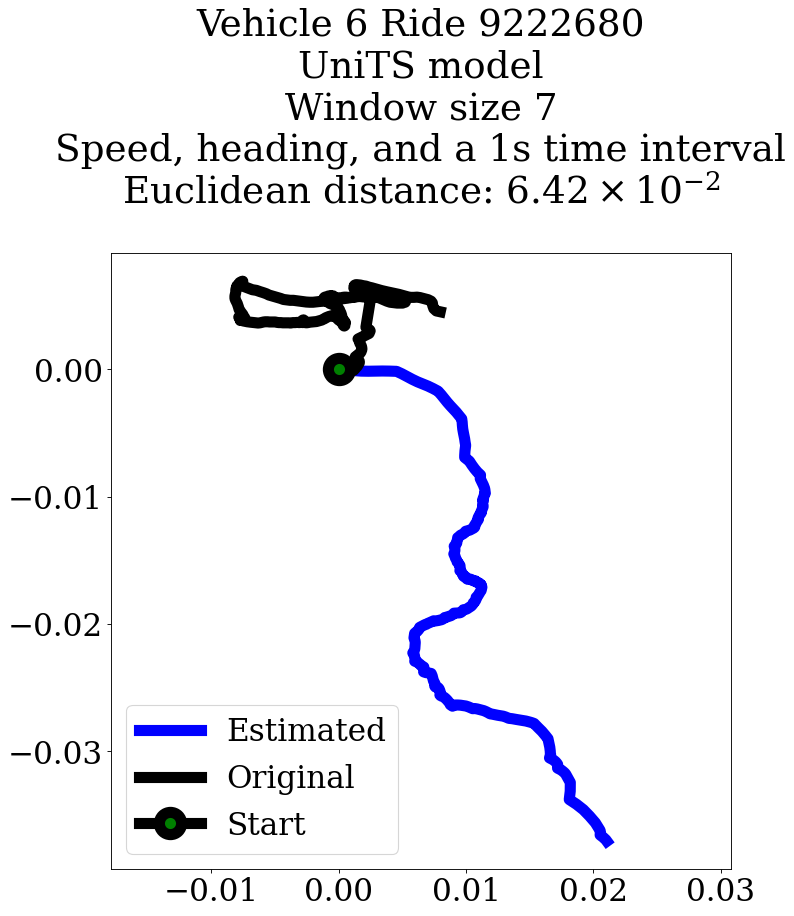 Vehicle 6 Ride 9222680
UniTS model
Window size 7
Speed, heading, and a 1s time interval
Euclidean distance: 6.42 × 10⁻²
0.00
−0.01
−0.02
−0.03
Estimated
Original
Start
−0.01 0.00 0.01 0.02 0.03